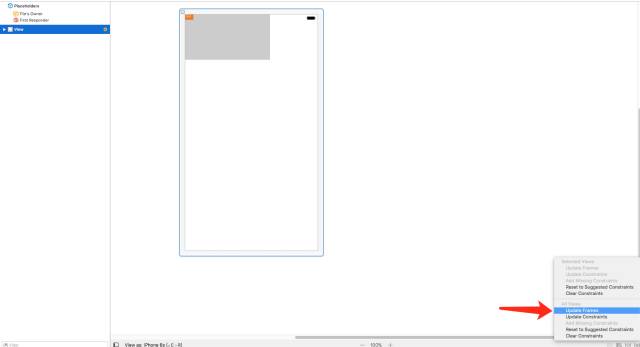 Placeholders
File's Owner
First Responder
View
View as: iPhone 6s (
100%
Selected Views
Update Frames
Update Constraints
Add Missing Constraints
Reset to Suggested Constraints
Clear Constraints
All Views
Update Frames
Update Constraints
Add Missing Constraints
Reset to Suggested Constraints
Clear Constraints